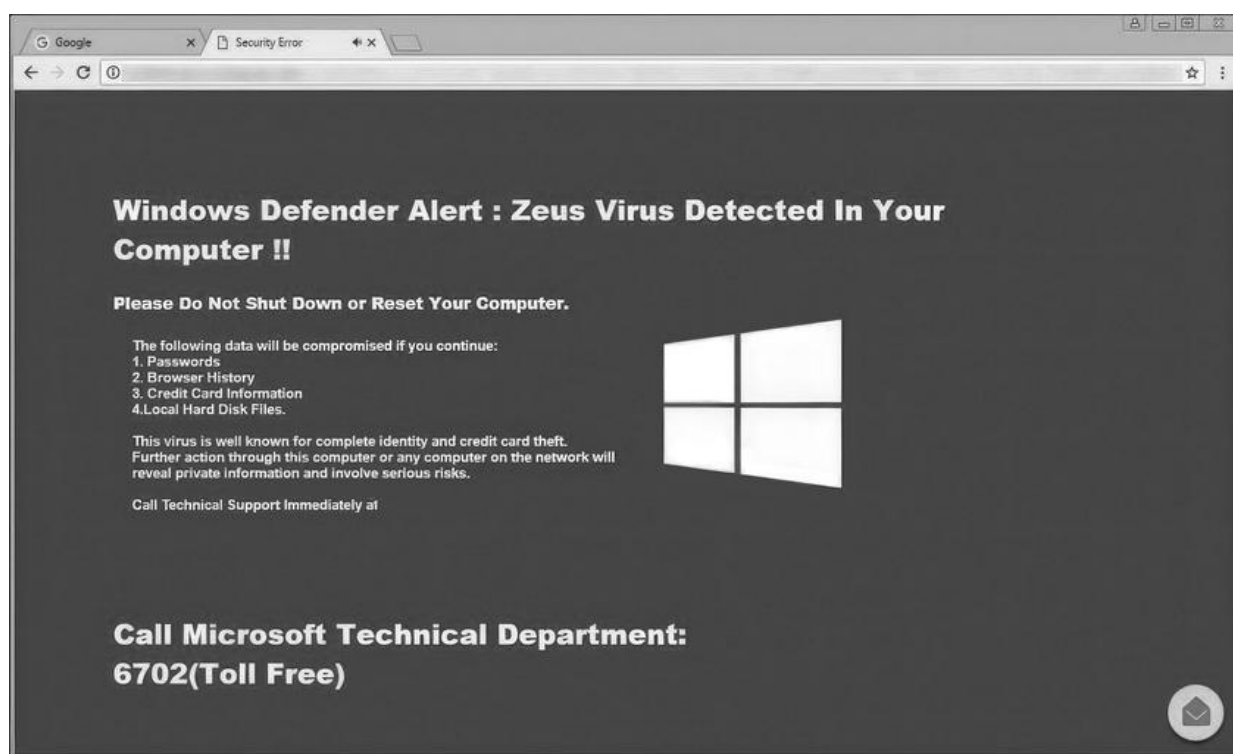 Google
Security Error
Windows Defender Alert : Zeus Virus Detected In Your
Computer !!
Please Do Not Shut Down or Reset Your Computer.
The following data will be compromised if you continue:
1. Passwords
2. Browser History
3. Credit Card Information
4.Local Hard Disk Files.
This virus is well known for complete identity and credit card theft.
Further action through this computer or any computer on the network will
reveal private information and involve serious risks.
Call Technical Support Immediately at
Call Microsoft Technical Department:
6702(Toll Free)